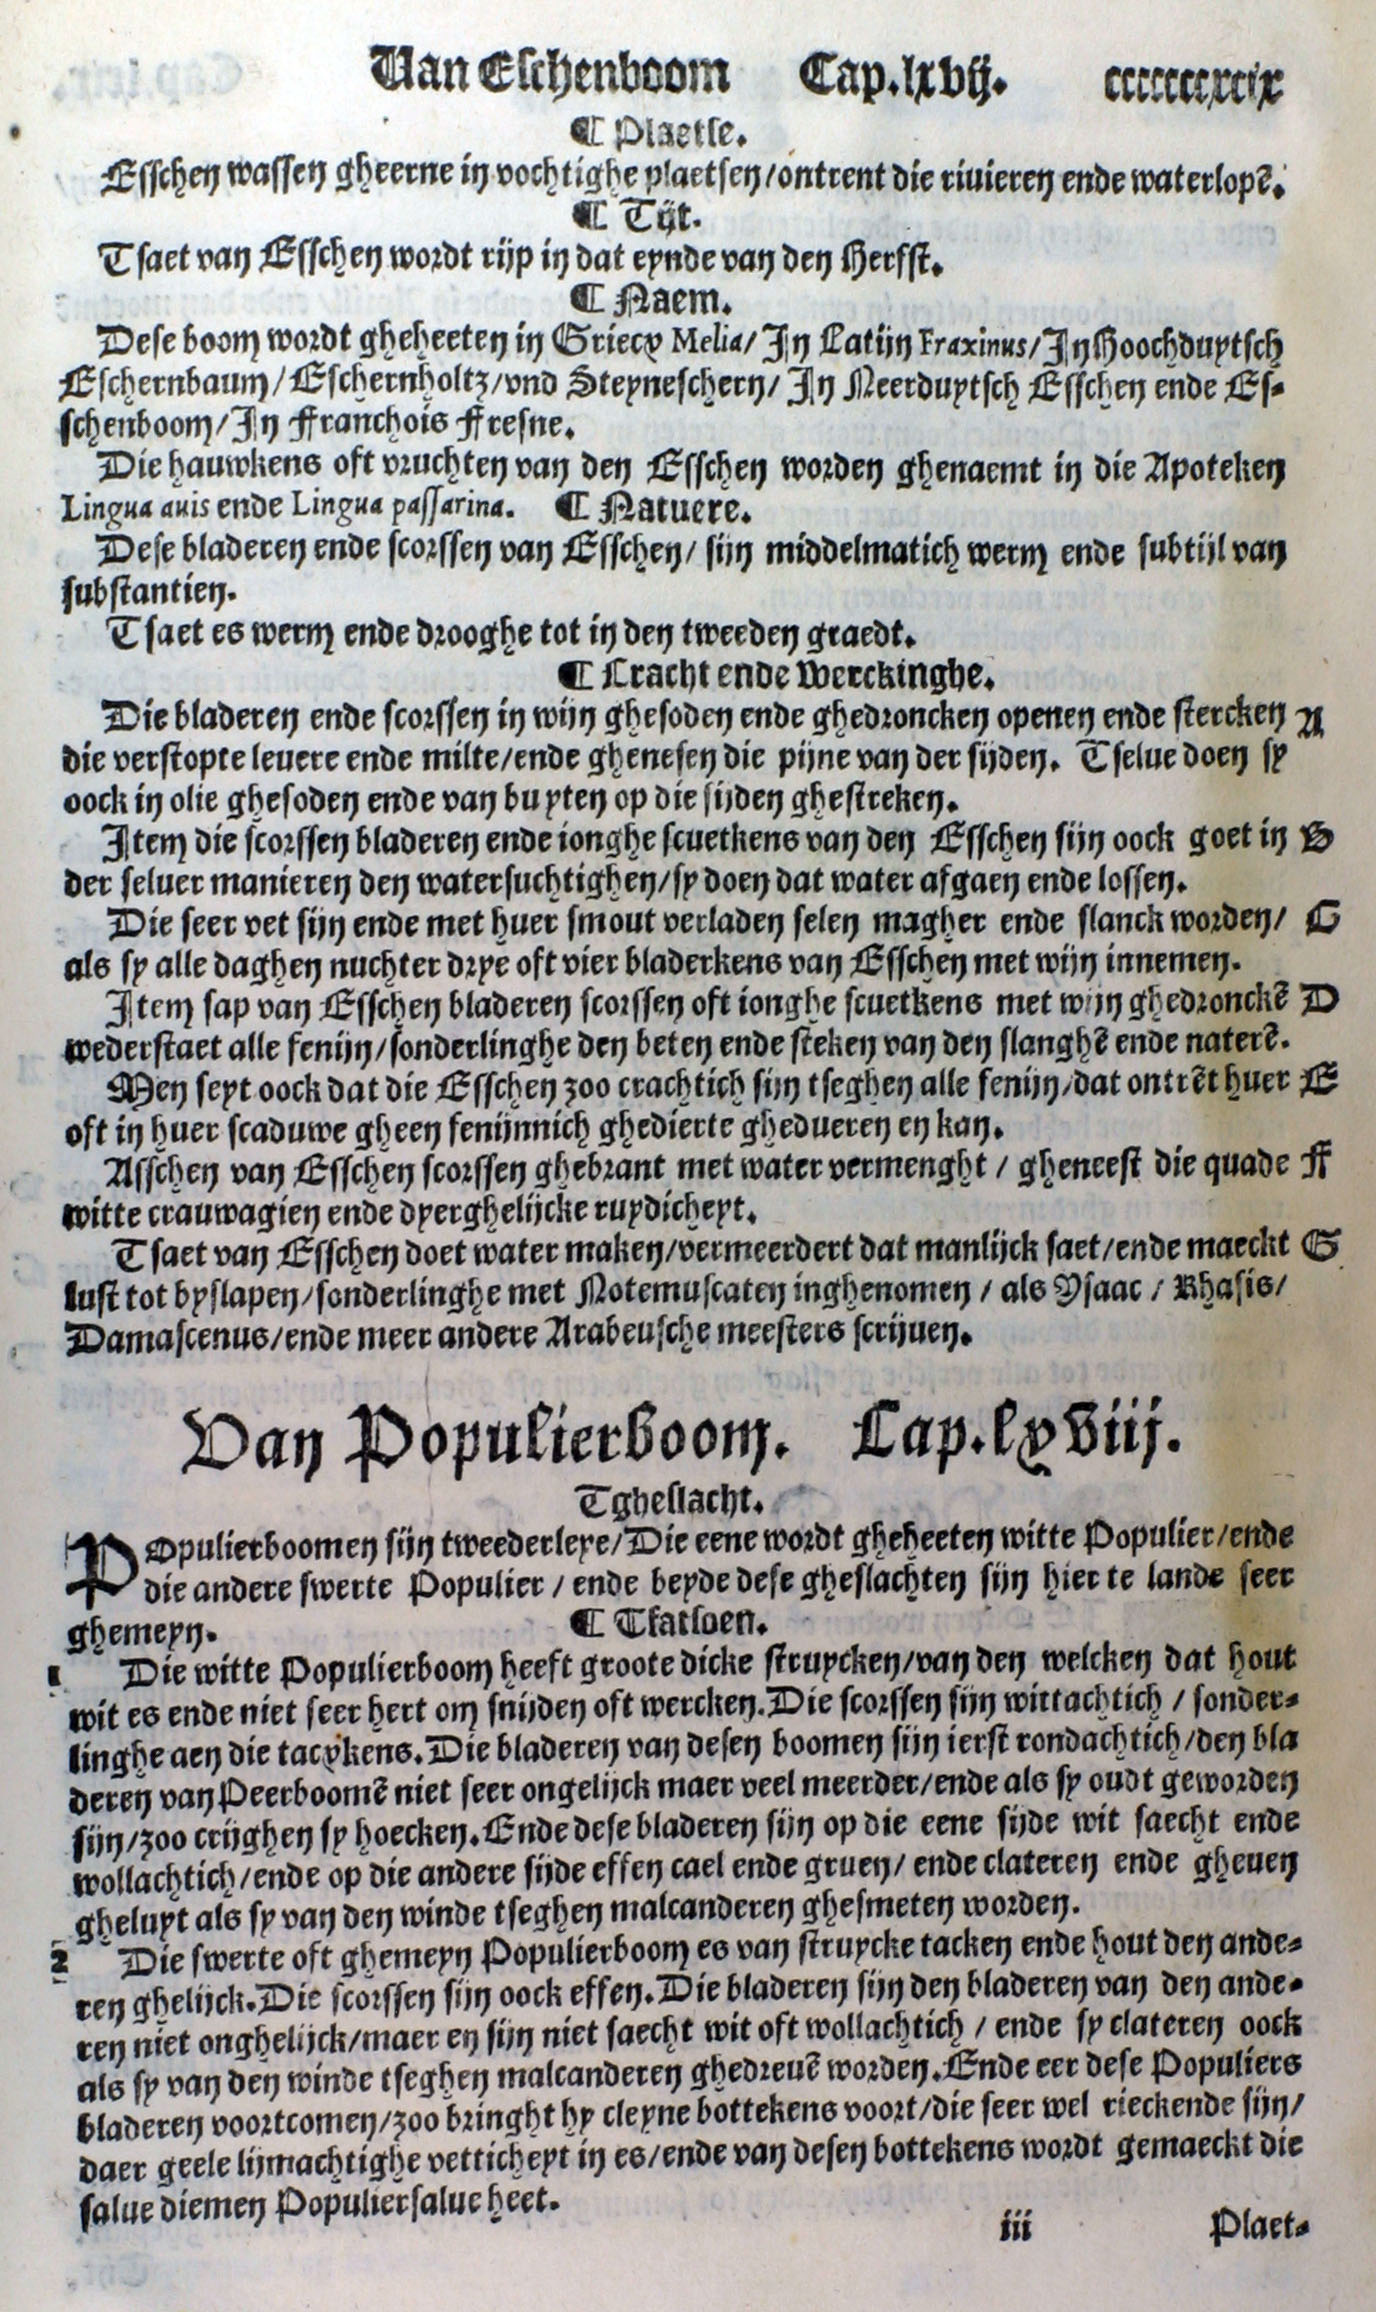 Van Eschenboom Cap.lxvij. cccccccxcix
¶ Plaetse.
Esschen wassen gheerne in vochtighe plaetsen/ontrent die riuieren ende waterlopē.
¶ Tijt.
Tsaet van Esschen wordt rijp in dat eynde van den Herfst.
¶ Naem.
Dese boom wordt gheheeten in Griecx Melia/In Latijn Fraxinus/In Hoochduytsch
Eschernbaum/Eschernholtz/vnd Steyneschern/In Neerduytsch Esschen ende Es-
schenboom/In Franchois Fresne.
Die hauwkens oft vruchten van den Esschen worden ghenaemt in die Apoteken
Lingua auis ende Lingua passarina. ¶ Natuere.
Dese bladeren ende scorssen van Esschen/ sijn middelmatich werm ende subtijl van
substantien.
Tsaet es werm ende drooghe tot in den tweeden graedt.
¶ Cracht ende Werckinghe.
Die bladeren ende scorssen in wijn ghesoden ende ghedroncken openen ende stercken A
die verstopte leuere ende milte/ende ghenesen die pijne van der sijden. Tselue doen sy
oock in olie ghesoden ende van buyten op die sijden ghestreken.
Item die scorssen bladeren ende ionghe scuetkens van den Esschen sijn oock goet in B
der seluer manieren den watersuchtighen/sy doen dat water afgaen ende lossen.
Die seer vet sijn ende met huer smout verladen selen magher ende slanck worden/ C
als sy alle daghen nuchter drye oft vier bladerkens van Esschen met wijn innemen.
Item sap van Esschen bladeren scorssen oft ionghe scuetkens met wijn ghedronckē D
wederstaet alle fenijn/sonderlinghe den beten ende steken van den slanghē ende naterē.
Men seyt oock dat die Esschen zoo crachtich sijn tseghen alle fenijn/dat ontrēt huer E
oft in huer scaduwe gheen fenijnnich ghedierte ghedueren en kan.
Asschen van Esschen scorssen ghebrant met water vermenght / gheneest die quade F
witte crauwagien ende dyerghelijcke ruydicheyt.
Tsaet van Esschen doet water maken/vermeerdert dat manlijck saet/ende maeckt G
lust tot byslapen/sonderlinghe met Notemuscaten inghenomen / als Ysaac / Rhasis/
Damascenus/ende meer andere Arabeusche meesters scrijuen.
Van Populierboom. Cap.lxviij.
Tgheslacht.
POpulierboomen sijn tweederleye/Die eene wordt gheheeten witte Populier/ende
die andere swerte Populier / ende beyde dese gheslachten sijn hier te lande seer
ghemeyn. ¶ Tfatsoen.
1 Die witte Populierboom heeft groote dicke struycken/van den welcken dat hout
wit es ende niet seer hert om snijden oft wercken.Die scorssen sijn wittachtich / sonder-
linghe aen die tacxkens.Die bladeren van desen boomen sijn ierst rondachtich/den bla
deren van Peerboomē niet seer ongelijck maer veel meerder/ende als sy oudt geworden
sijn/zoo crijghen sy hoecken.Ende dese bladeren sijn op die eene sijde wit saecht ende
wollachtich/ende op die andere sijde effen cael ende gruen/ ende clateren ende gheuen
gheluyt als sy van den winde tseghen malcanderen ghesmeten worden.
2 Die swerte oft ghemeyn Populierboom es van struycke tacken ende hout den ande-
ren ghelijck.Die scorssen sijn oock effen.Die bladeren sijn den bladeren van den ande-
ren niet onghelijck/maer en sijn niet saecht wit oft wollachtich / ende sy clateren oock
als sy van den winde tseghen malcanderen ghedreuē worden.Ende eer dese Populiers
bladeren voortcomen/zoo bringht hy cleyne bottekens voort/die seer wel rieckende sijn/
daer geele lijmachtighe vetticheyt in es/ende van desen bottekens wordt gemaeckt die
salue diemen Populiersalue heet.
iii Plaet-